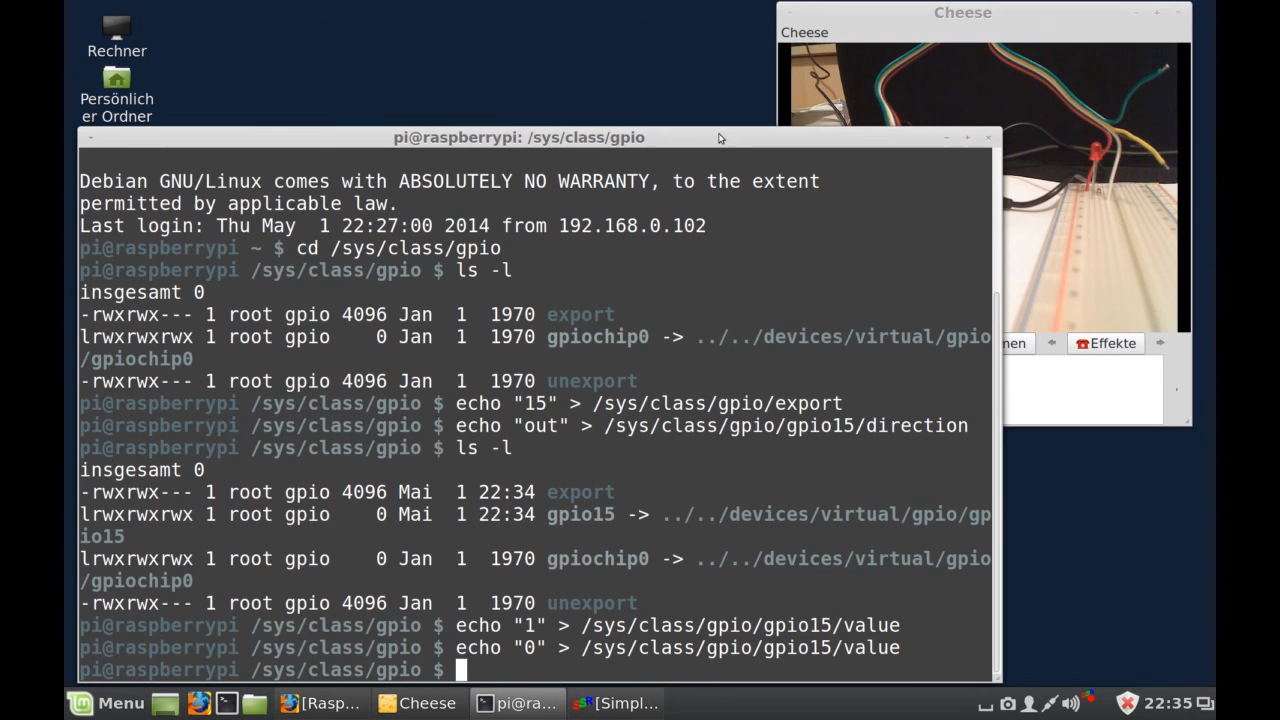 Rechner
Persönlich
er Ordner
Cheese
Cheese
pi@raspberrypi: /sys/class/gpio
Debian GNU/Linux comes with ABSOLUTELY NO WARRANTY, to the extent
permitted by applicable law.
Last login: Thu May  1 22:27:00 2014 from 192.168.0.102
pi@raspberrypi ~ $ cd /sys/class/gpio
pi@raspberrypi /sys/class/gpio $ ls -l
insgesamt 0
-rwxrwx--- 1 root gpio 4096 Jan  1  1970 export
lrwxrwxrwx 1 root gpio    0 Jan  1  1970 gpiochip0 -> ../../devices/virtual/gpio
/gpiochip0
-rwxrwx--- 1 root gpio 4096 Jan  1  1970 unexport
pi@raspberrypi /sys/class/gpio $ echo "15" > /sys/class/gpio/export
pi@raspberrypi /sys/class/gpio $ echo "out" > /sys/class/gpio/gpio15/direction
pi@raspberrypi /sys/class/gpio $ ls -l
insgesamt 0
-rwxrwx--- 1 root gpio 4096 Mai  1 22:34 export
lrwxrwxrwx 1 root gpio    0 Mai  1 22:34 gpio15 -> ../../devices/virtual/gpio/gp
io15
lrwxrwxrwx 1 root gpio    0 Jan  1  1970 gpiochip0 -> ../../devices/virtual/gpio
/gpiochip0
-rwxrwx--- 1 root gpio 4096 Jan  1  1970 unexport
pi@raspberrypi /sys/class/gpio $ echo "1" > /sys/class/gpio/gpio15/value
pi@raspberrypi /sys/class/gpio $ echo "0" > /sys/class/gpio/gpio15/value
pi@raspberrypi /sys/class/gpio $
men
Effekte
Menu
[Rasp...
Cheese
pi@ra...
SSR [Simpl...
22:35